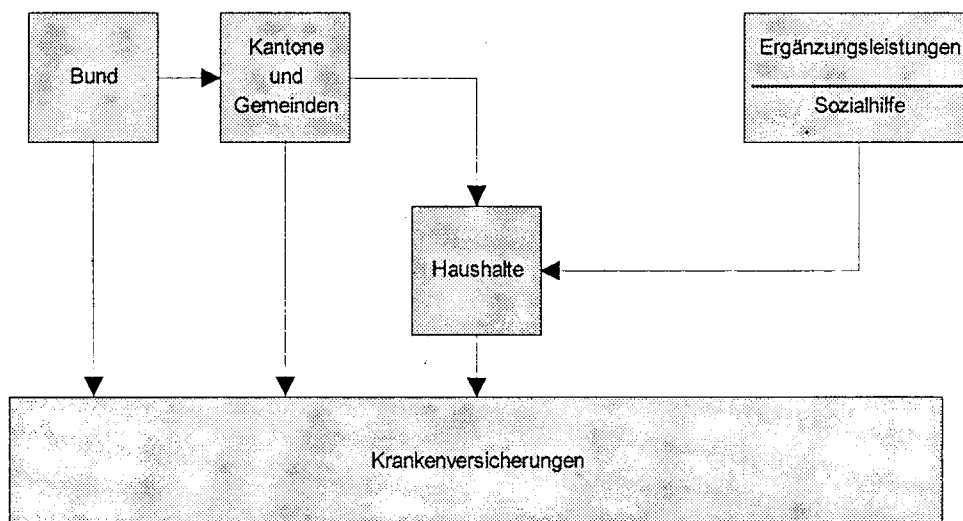 Bund
Kantone
und
Gemeinden
Ergänzungsleistungen
Sozialhilfe
Haushalte
Krankenversicherungen